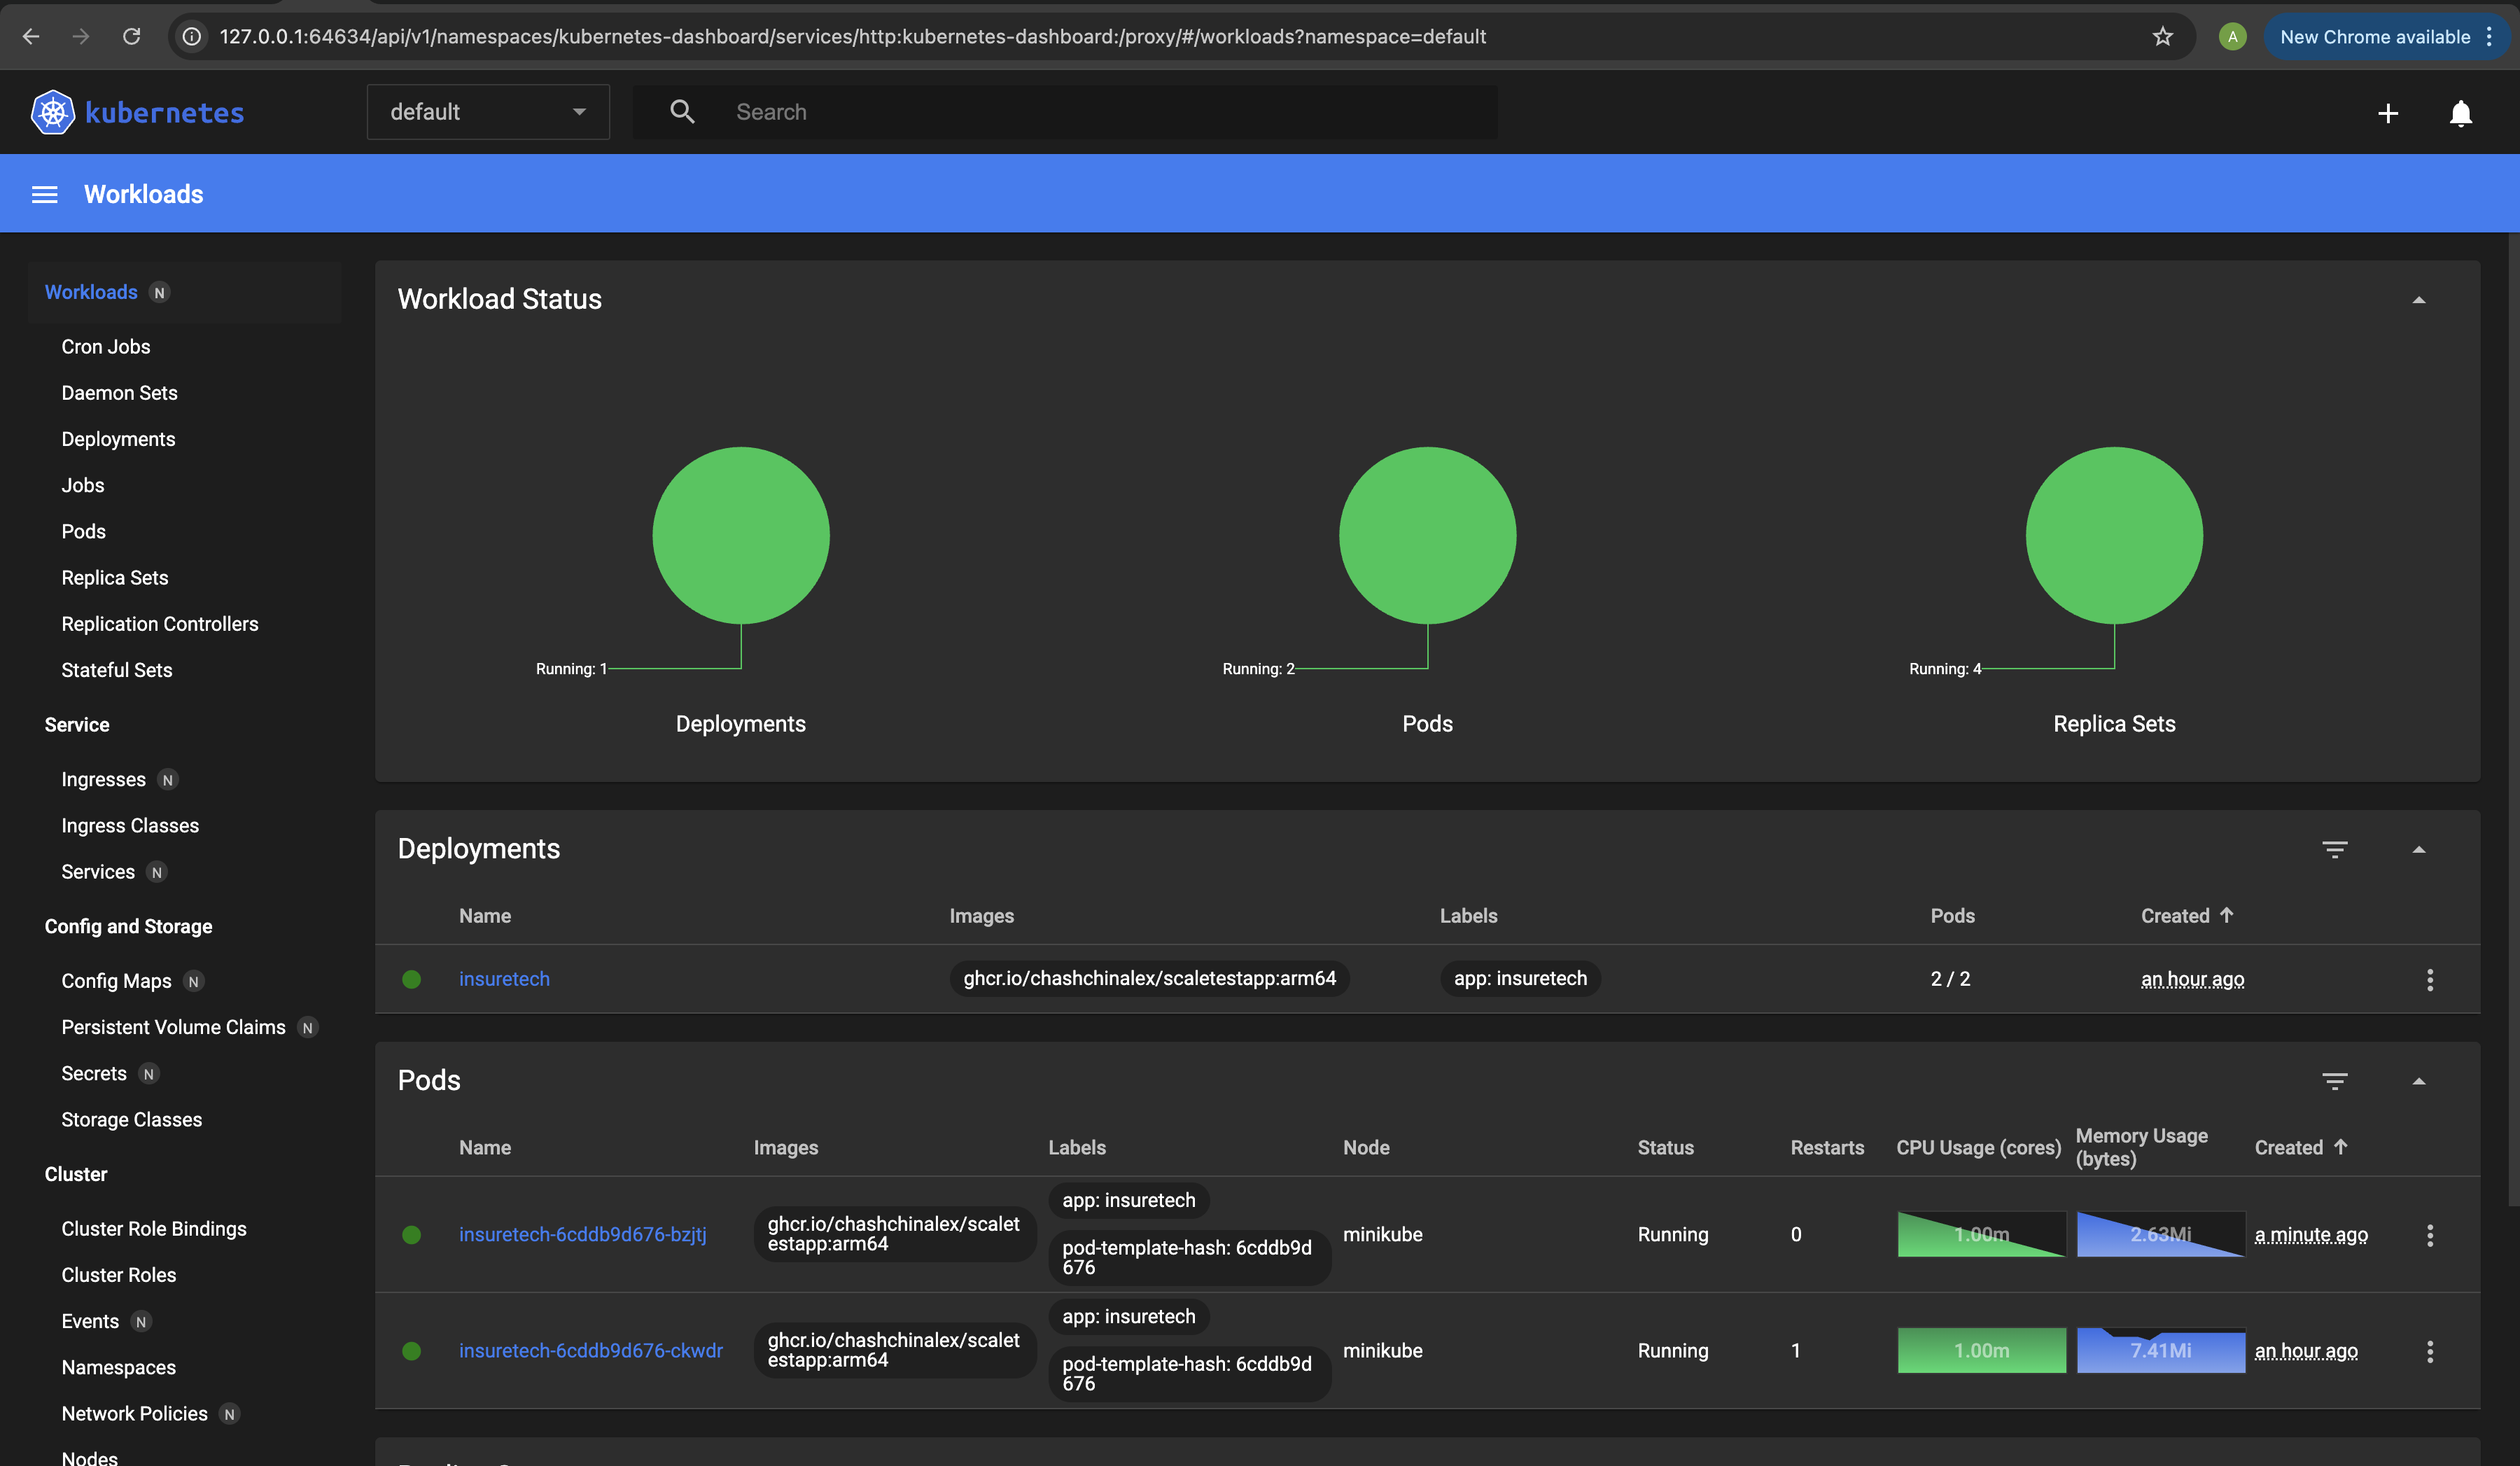 127.0.0.1:64634/api/v1/namespaces/kubernetes-dashboard/services/http:kubernetes-dashboard:/proxy/#/workloads?namespace=default
A
New Chrome available
kubernetes
default
Search
Workloads
Workloads N
Cron Jobs
Daemon Sets
Deployments
Jobs
Pods
Replica Sets
Replication Controllers
Stateful Sets
Service
Ingresses N
Ingress Classes
Services N
Config and Storage
Config Maps N
Persistent Volume Claims N
Secrets N
Storage Classes
Cluster
Cluster Role Bindings
Cluster Roles
Events N
Namespaces
Network Policies N
Nodes
Workload Status
Running: 1
Deployments
Running: 2
Pods
Running: 4
Replica Sets
Deployments
Name Images Labels Pods Created
insuretech ghcr.io/chashchinalex/scaletestapp:arm64 app: insuretech 2 / 2 an hour ago
Pods
Name Images Labels Node Status Restarts CPU Usage (cores) Memory Usage
(bytes) Created
insuretech-6cddb9d676-bzjtj
ghcr.io/chashchinalex/scalet
estapp:arm64
app: insuretech
pod-template-hash: 6cddb9d
676
minikube Running 0 1.00m 2.63Mi a minute ago
insuretech-6cddb9d676-ckwdr
ghcr.io/chashchinalex/scalet
estapp:arm64
app: insuretech
pod-template-hash: 6cddb9d
676
minikube Running 1 1.00m 7.41Mi an hour ago